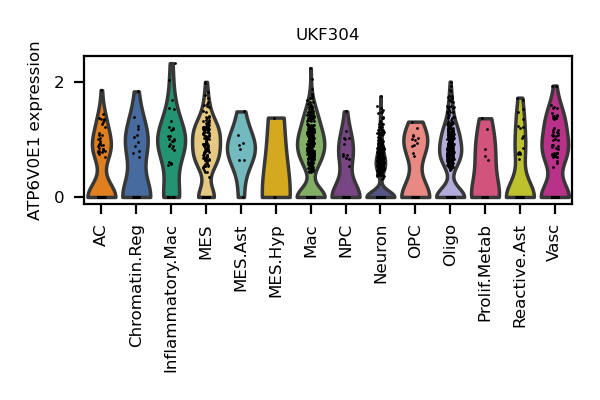 UKF304
ATP6V0E1 expression
2
0
AC
Chromatin.Reg
Inflammatory.Mac
MES
MES.Ast
MES.Hyp
Mac
NPC
Neuron
OPC
Oligo
Prolif.Metab
Reactive.Ast
Vasc